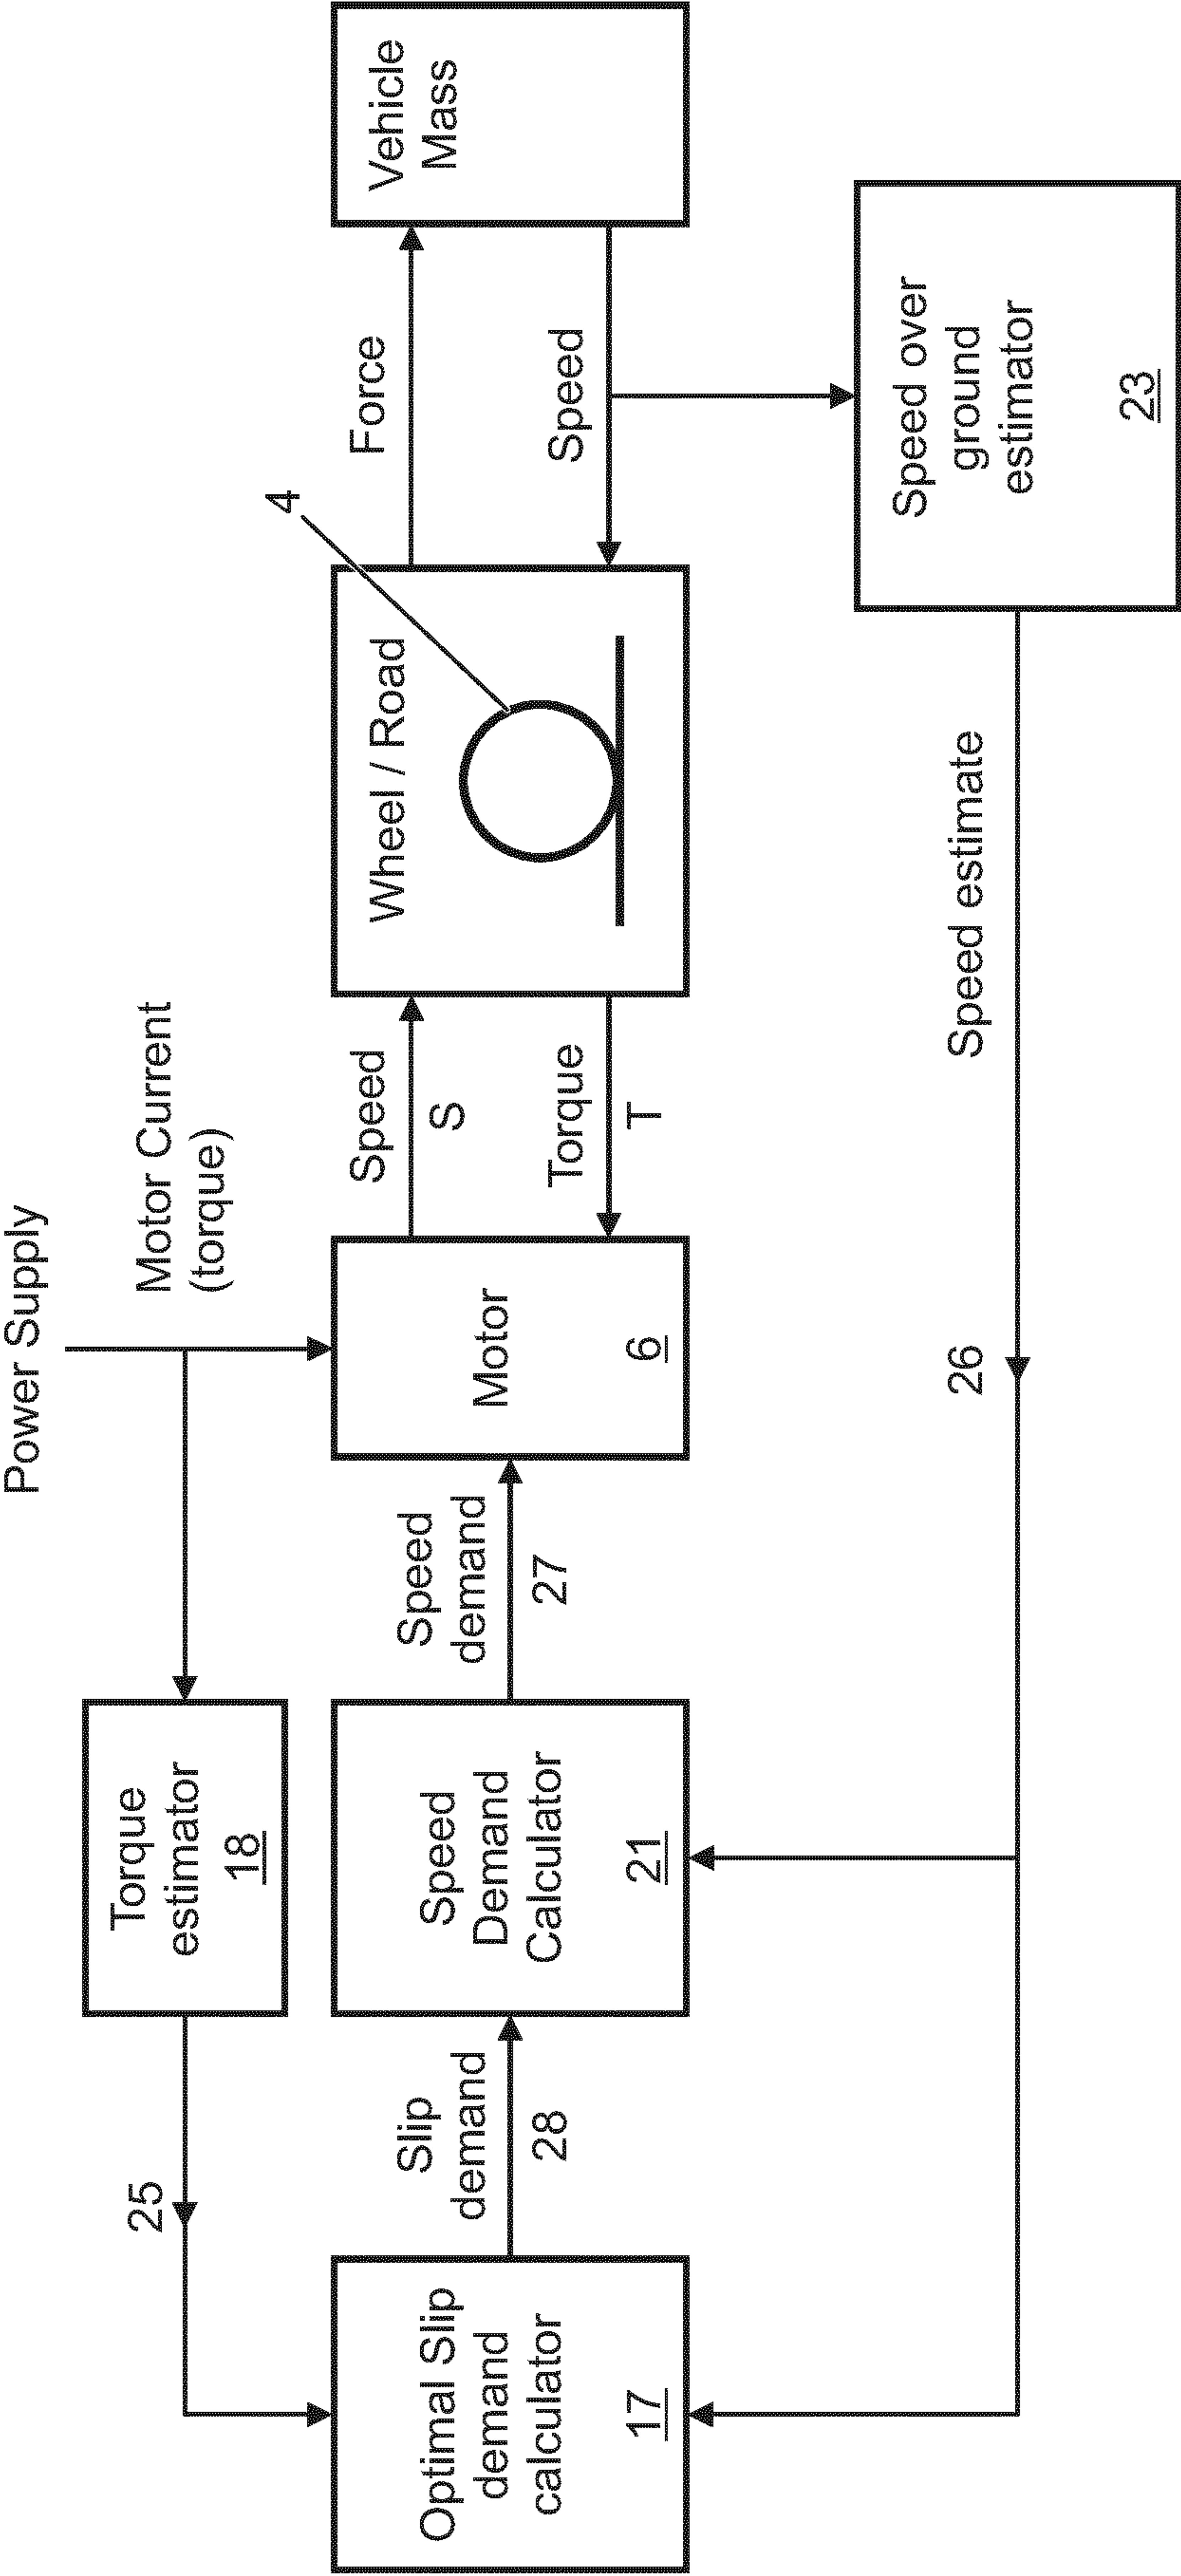 Power Supply
Motor Current
(torque)
25
Torque
estimator
18
Optimal Slip
demand
calculator
17
Slip
demand
28
Speed
Demand
Calculator
21
Speed
demand
27
Motor
6
Speed
S
Torque
T
Wheel / Road
4
Force
Speed
Vehicle
Mass
26
Speed estimate
Speed over
ground
estimator
23